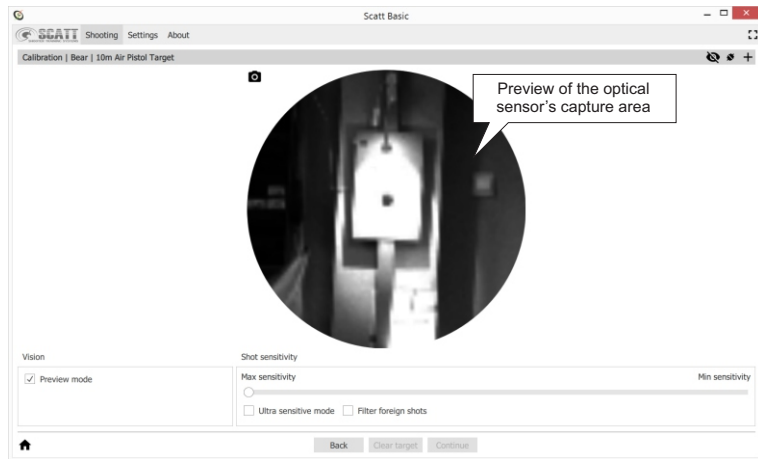 Scatt Basic
SCATT Shooting Settings About
Calibration | Bear | 10m Air Pistol Target
Preview of the optical
sensor's capture area
Vision
Shot sensitivity
Preview mode
Max sensitivity
Min sensitivity
Ultra sensitive mode Filter foreign shots
Back Clear target Continue